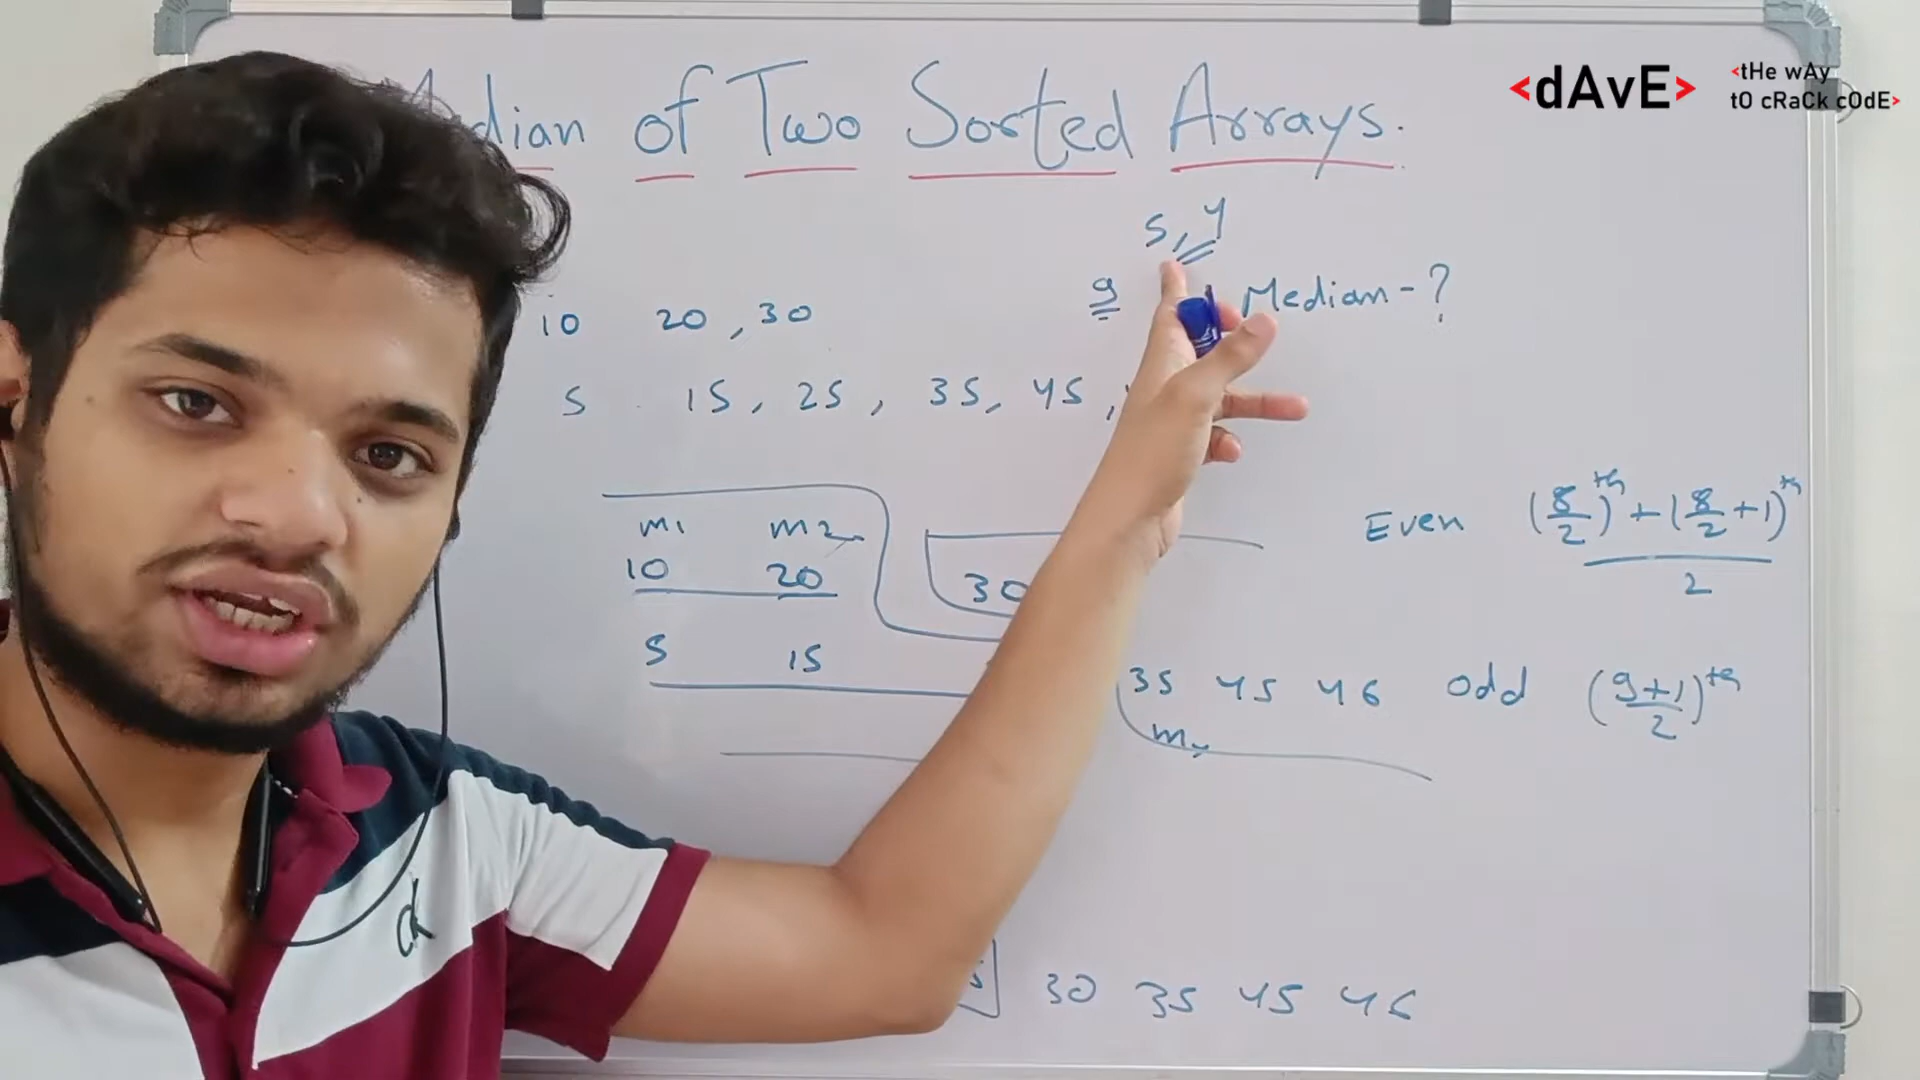 <dAvE> <tHe wAy
tO cRaCk cOdE>
of Two Sorted Arrays.
5, 4
9 Median - ?
10 20 , 30
5 15 , 25 , 35 , 45 ,
m1 m2
10 20 30
5 15
35 45 46
Even (8/2)th + (8/2 + 1)th
2
odd (9+1/2)th
30 35 45 46